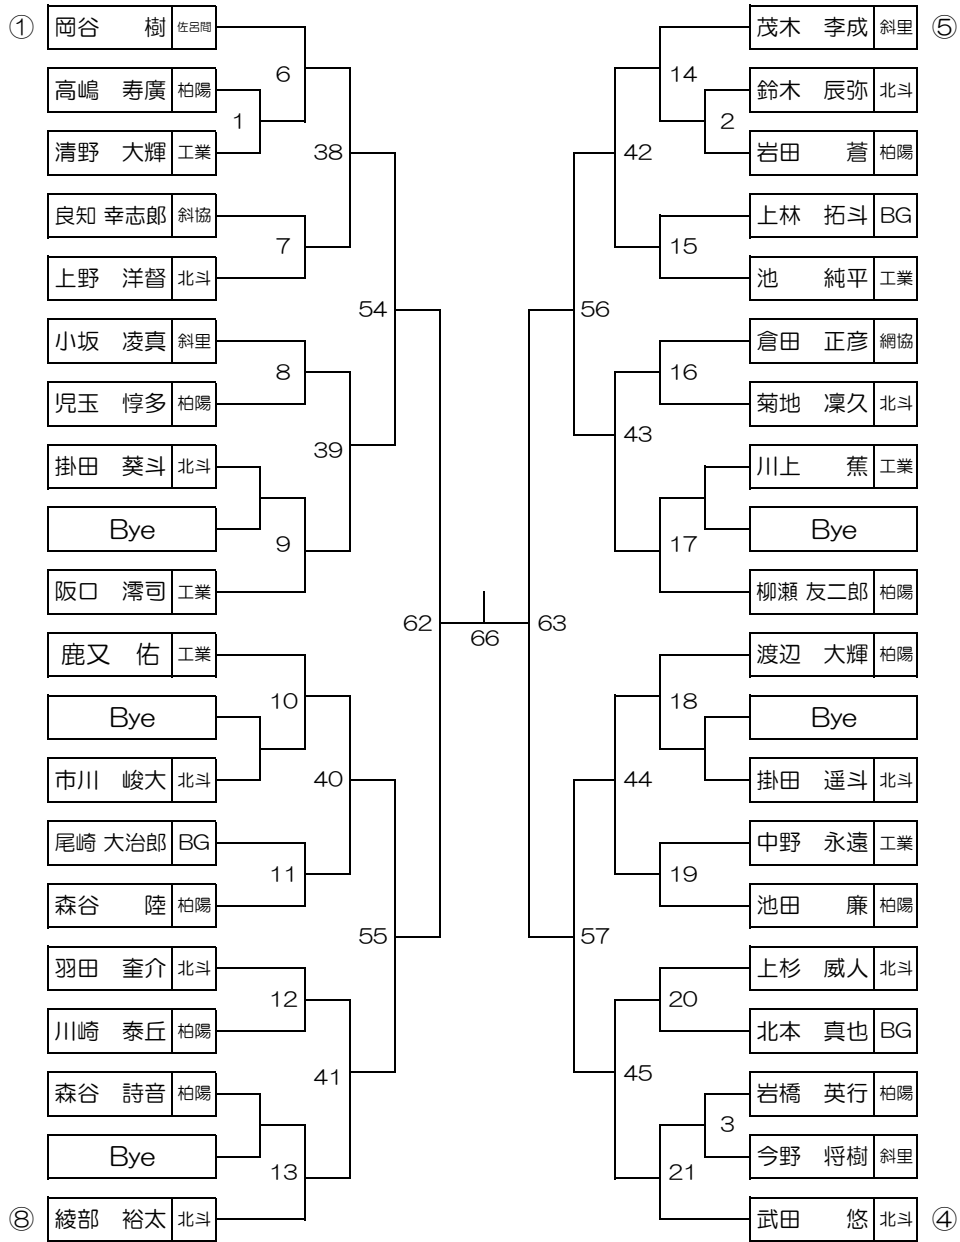 ① 岡谷　樹 佐呂間
6
高嶋　寿廣 柏陽
1
清野　大輝 工業
38
良知 幸志郎 斜協
7
上野　洋督 北斗
54
小坂　凌真 斜里
8
児玉　惇多 柏陽
39
掛田　葵斗 北斗
Bye
9
阪口　澪司 工業
62
鹿又　佑 工業
10
Bye
市川　峻大 北斗
40
尾崎 大治郎 BG
11
森谷　陸 柏陽
55
羽田　奎介 北斗
12
川崎　泰丘 柏陽
41
森谷　詩音 柏陽
Bye
13
⑧ 綾部　裕太 北斗
66
茂木　李成 斜里 ⑤
14
鈴木　辰弥 北斗
2
岩田　蒼 柏陽
42
上林　拓斗 BG
15
池　純平 工業
56
倉田　正彦 網協
16
菊地　凜久 北斗
43
川上　蕉 工業
Bye
17
柳瀬 友二郎 柏陽
63
渡辺　大輝 柏陽
18
Bye
掛田　遥斗 北斗
44
中野　永遠 工業
19
池田　廉 柏陽
57
上杉　威人 北斗
20
北本　真也 BG
45
岩橋　英行 柏陽
3
今野　将樹 斜里
21
武田　悠 北斗 ④